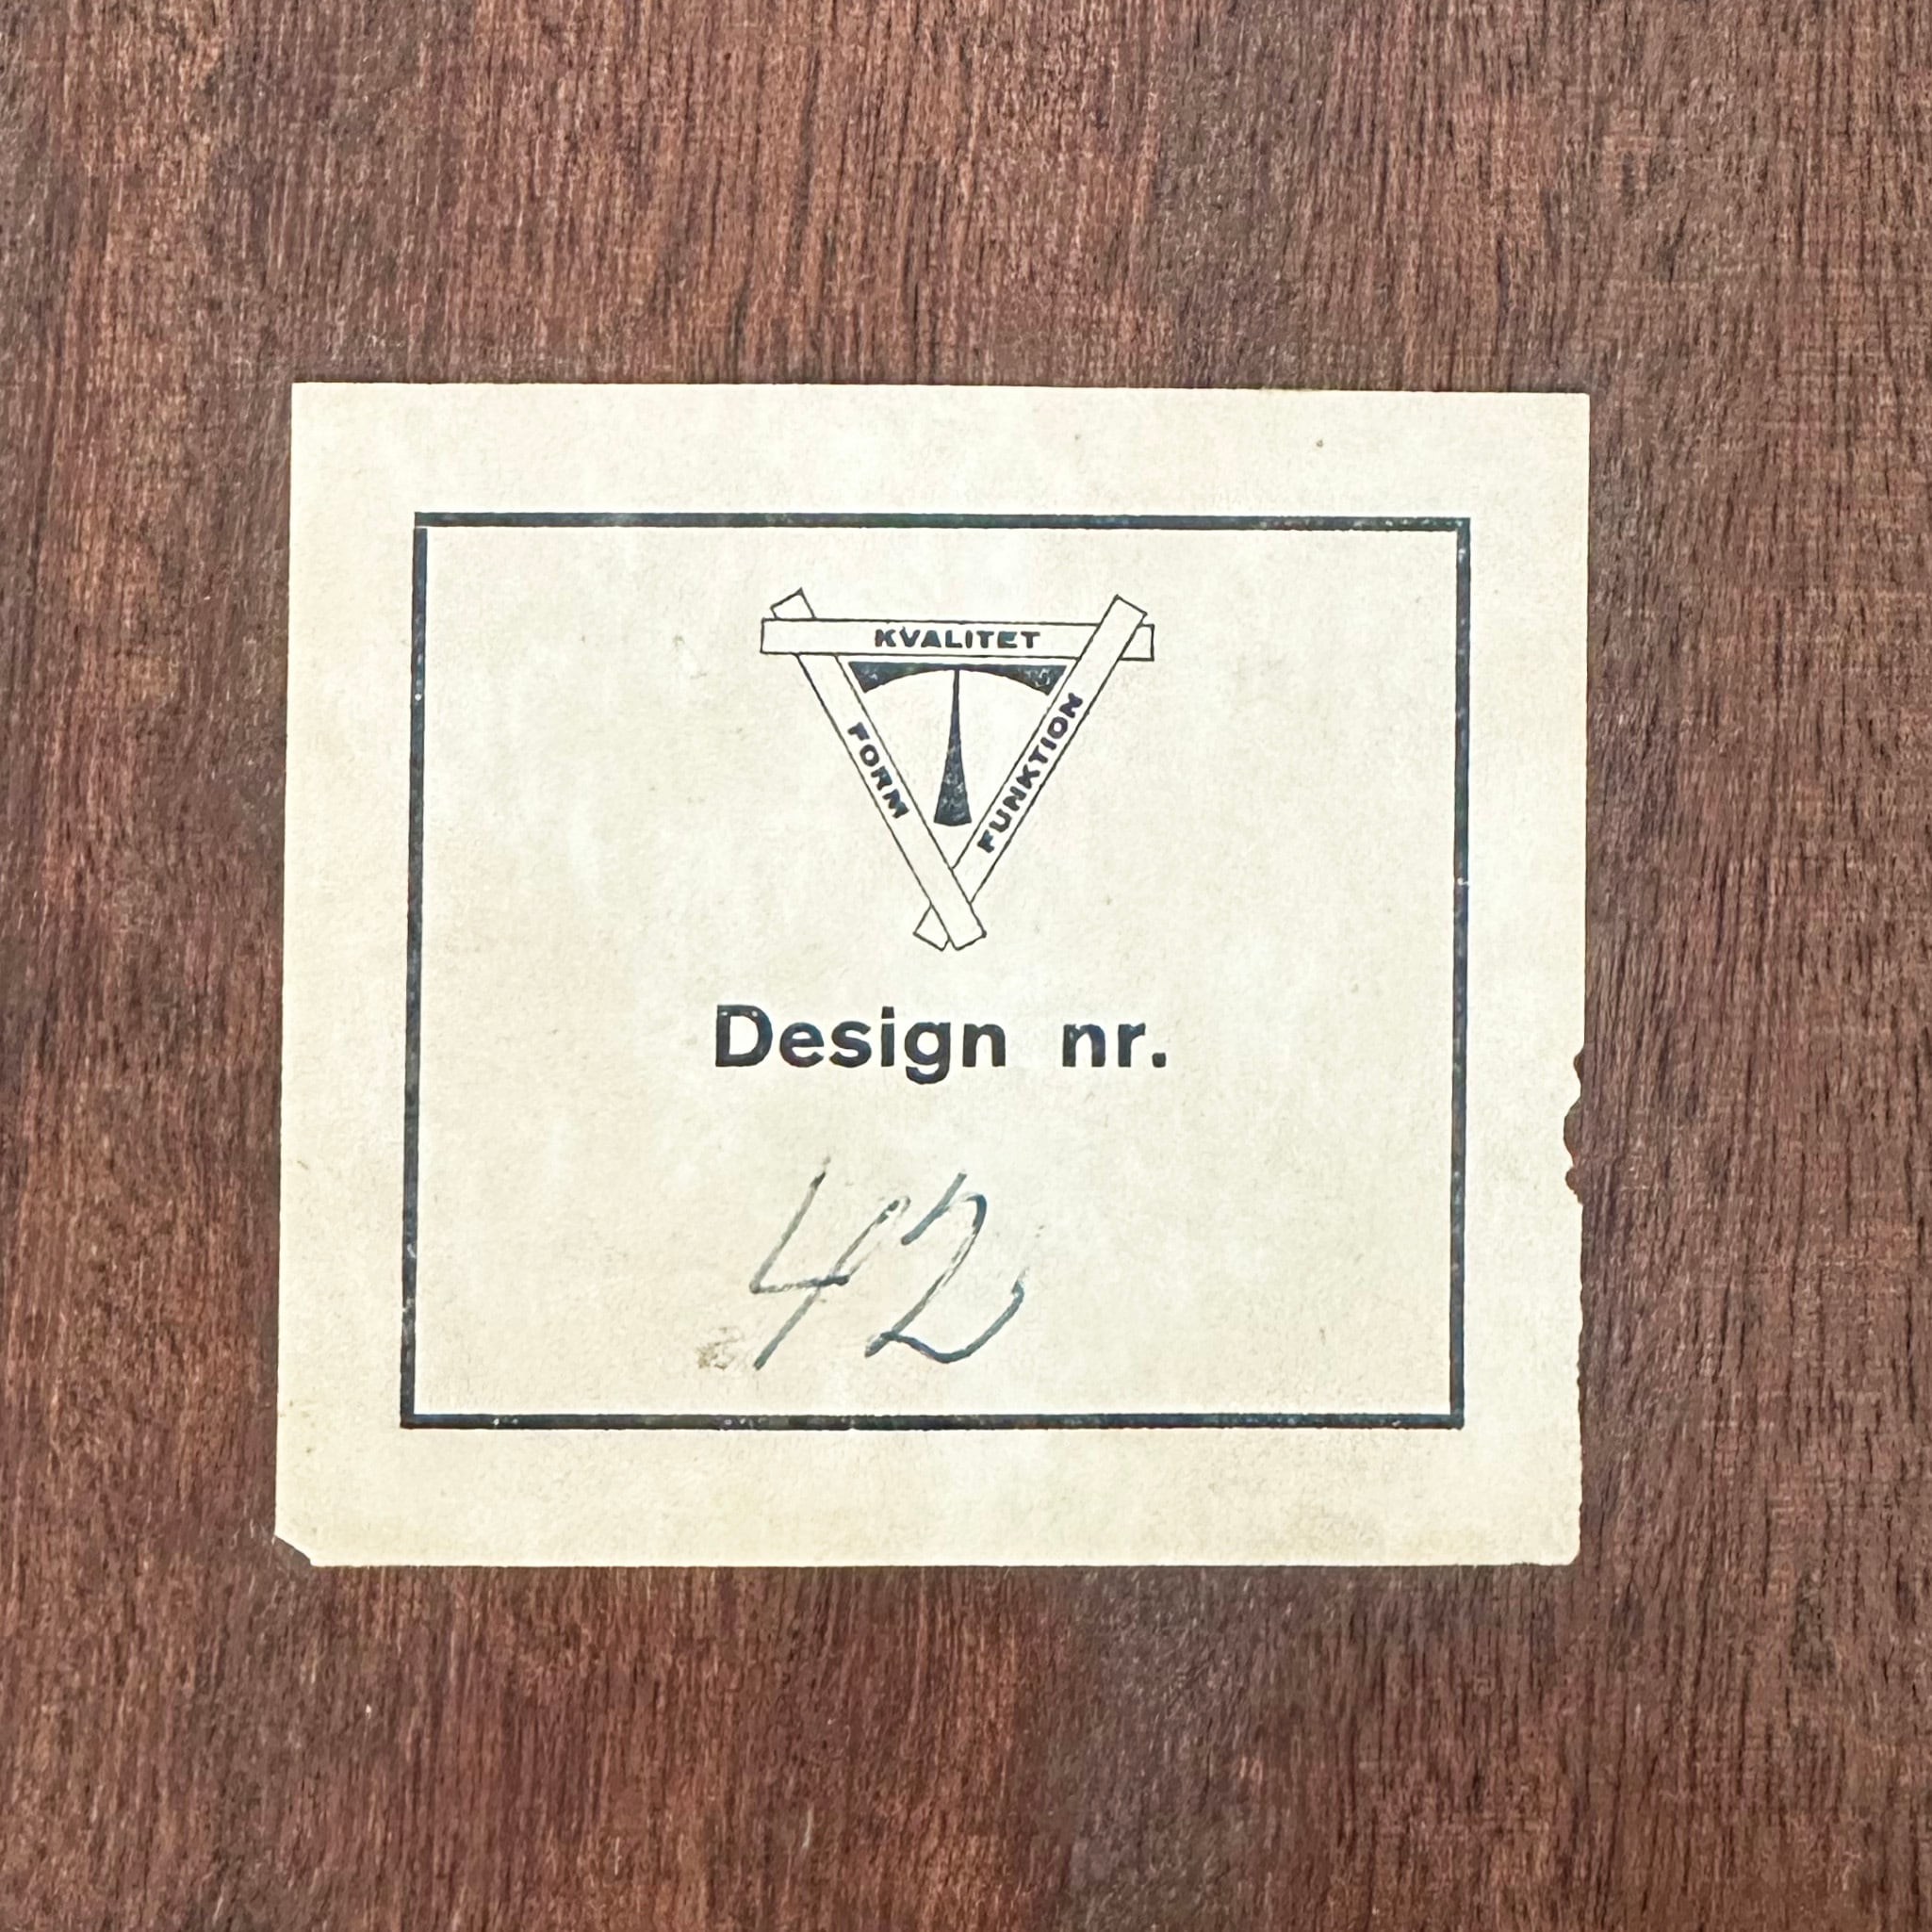 KVALITET
FORM
FUNKTION
Design nr.
42